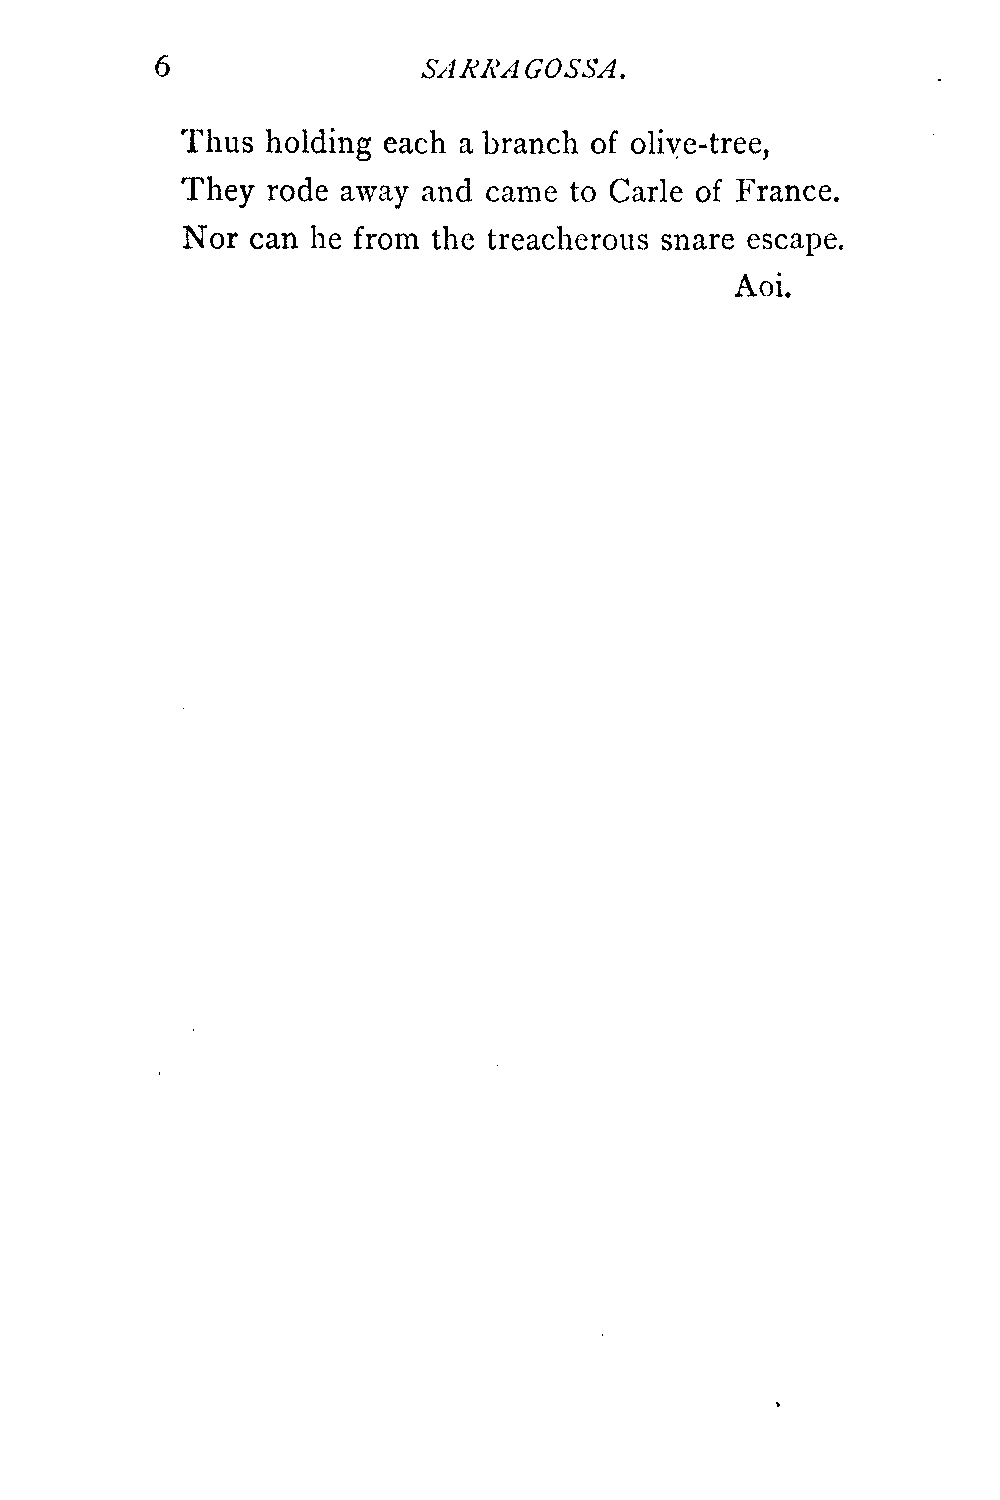 6 SARRAGOSSA.
Thus holding each a branch of olive-tree,
They rode away and came to Carle of France.
Nor can he from the treacherous snare escape.
Aoi.